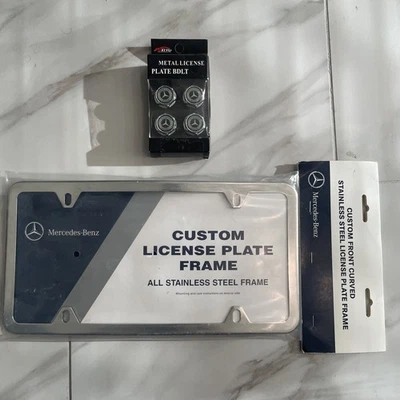 METAL LICENSE
PLATE BDLT
Mercedes-Benz
CUSTOM
LICENSE PLATE
FRAME
ALL STAINLESS STEEL FRAME
Mercedes-Benz
CUSTOM FRONT CURVED
STAINLESS STEEL LICENSE PLATE FRAME